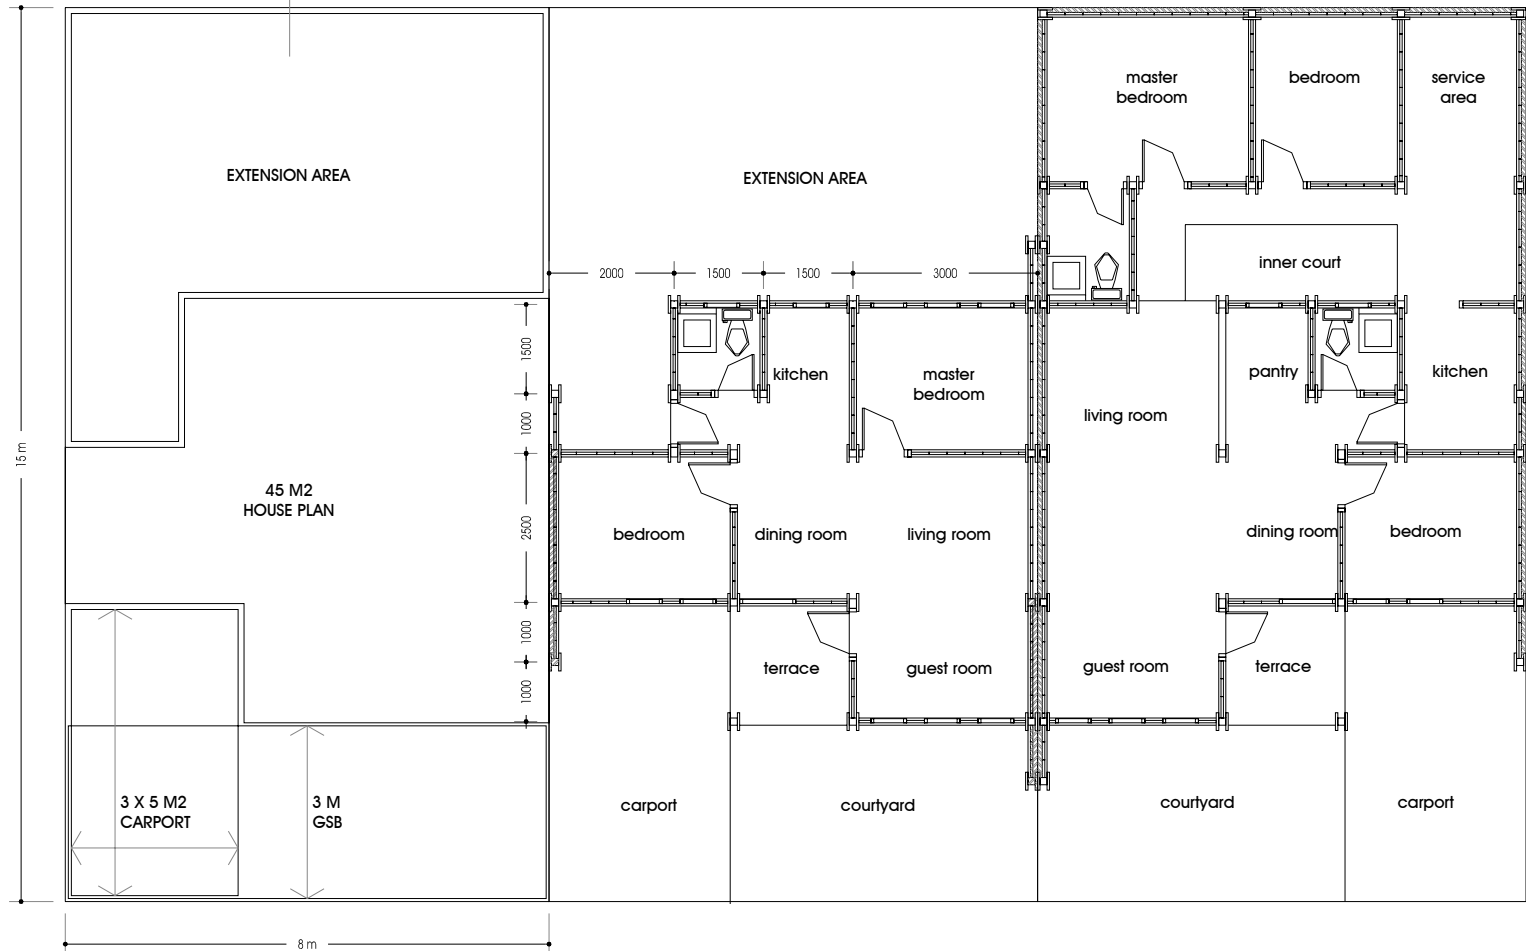 EXTENSION AREA
45 M2
HOUSE PLAN
3 X 5 M2
CARPORT
3 M
GSB
15 m
8 m
1500
1000
2500
1000
1000
EXTENSION AREA
2000
1500
1500
3000
kitchen
master
bedroom
bedroom
dining room
living room
terrace
guest room
carport
courtyard
master
bedroom
bedroom
service
area
inner court
living room
pantry
kitchen
dining room
bedroom
guest room
terrace
courtyard
carport